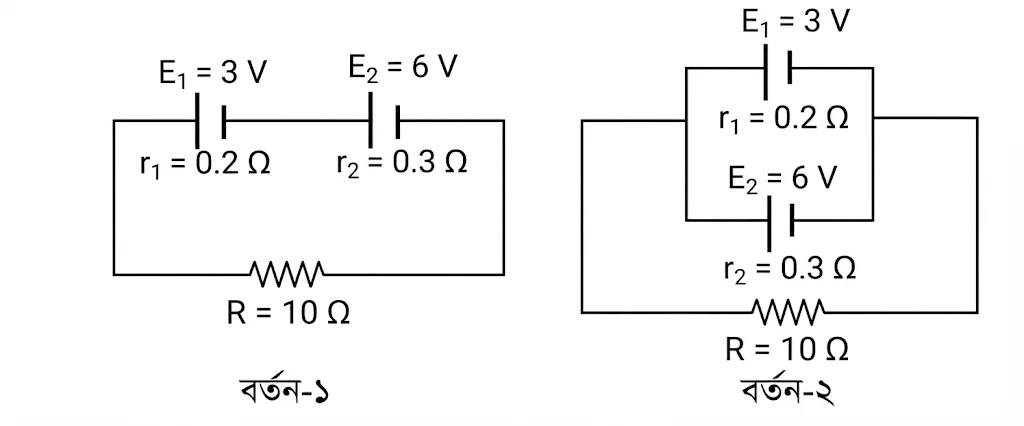 E₁ = 3 V
r₁ = 0.2 Ω
E₂ = 6 V
r₂ = 0.3 Ω
R = 10 Ω
বর্তন-১
E₁ = 3 V
r₁ = 0.2 Ω
E₂ = 6 V
r₂ = 0.3 Ω
R = 10 Ω
বর্তন-২